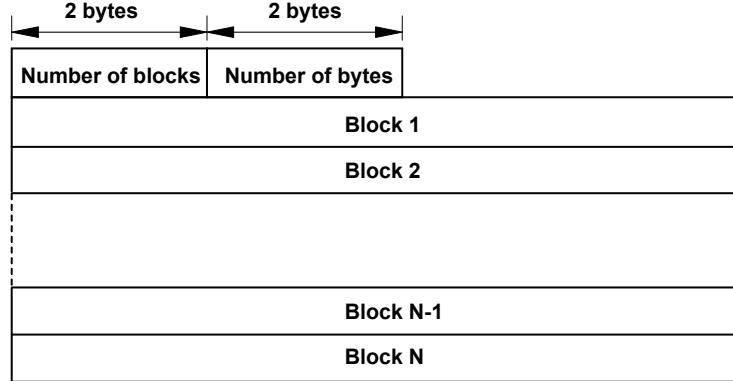 2 bytes 2 bytes
Number of blocks Number of bytes
Block 1
Block 2
Block N-1
Block N